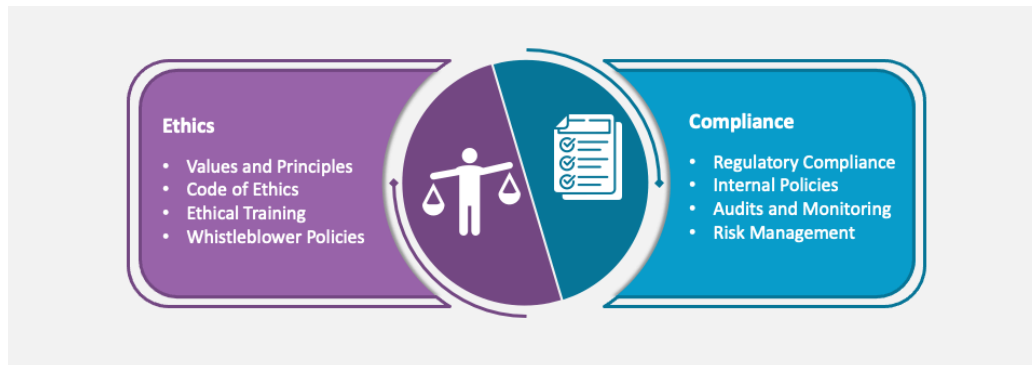 Ethics
• Values and Principles
• Code of Ethics
• Ethical Training
• Whistleblower Policies
Compliance
• Regulatory Compliance
• Internal Policies
• Audits and Monitoring
• Risk Management